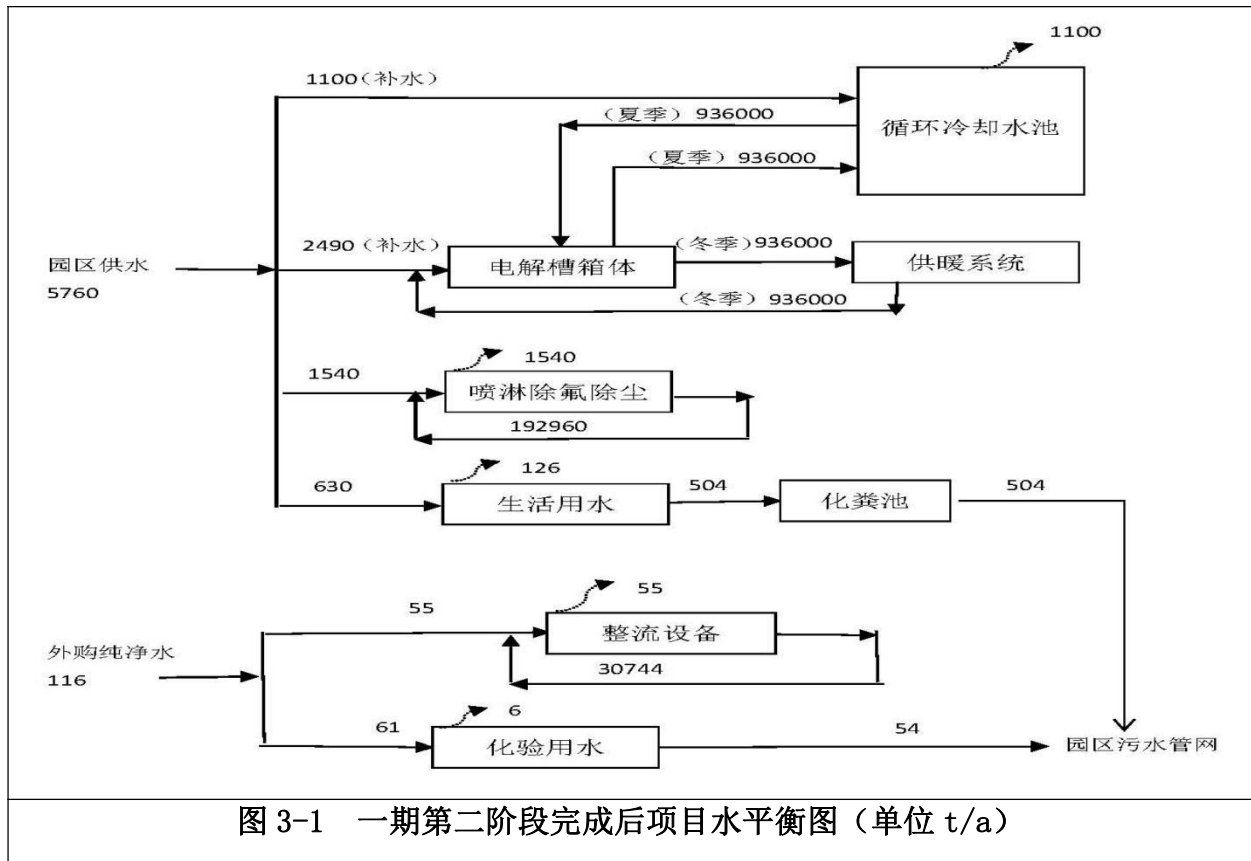 1100
1100（补水）
（夏季）936000
循环冷却水池
（夏季）936000
2490（补水）
（冬季）936000
园区供水
电解槽箱体
供暖系统
5760
（冬季）936000
1540
1540
喷淋除氟除尘
192960
126
630
504
504
生活用水
化粪池
55
55
整流设备
外购纯净水
116
30744
6
61
54
化验用水
园区污水管网
图 3-1 一期第二阶段完成后项目水平衡图（单位 t/a）